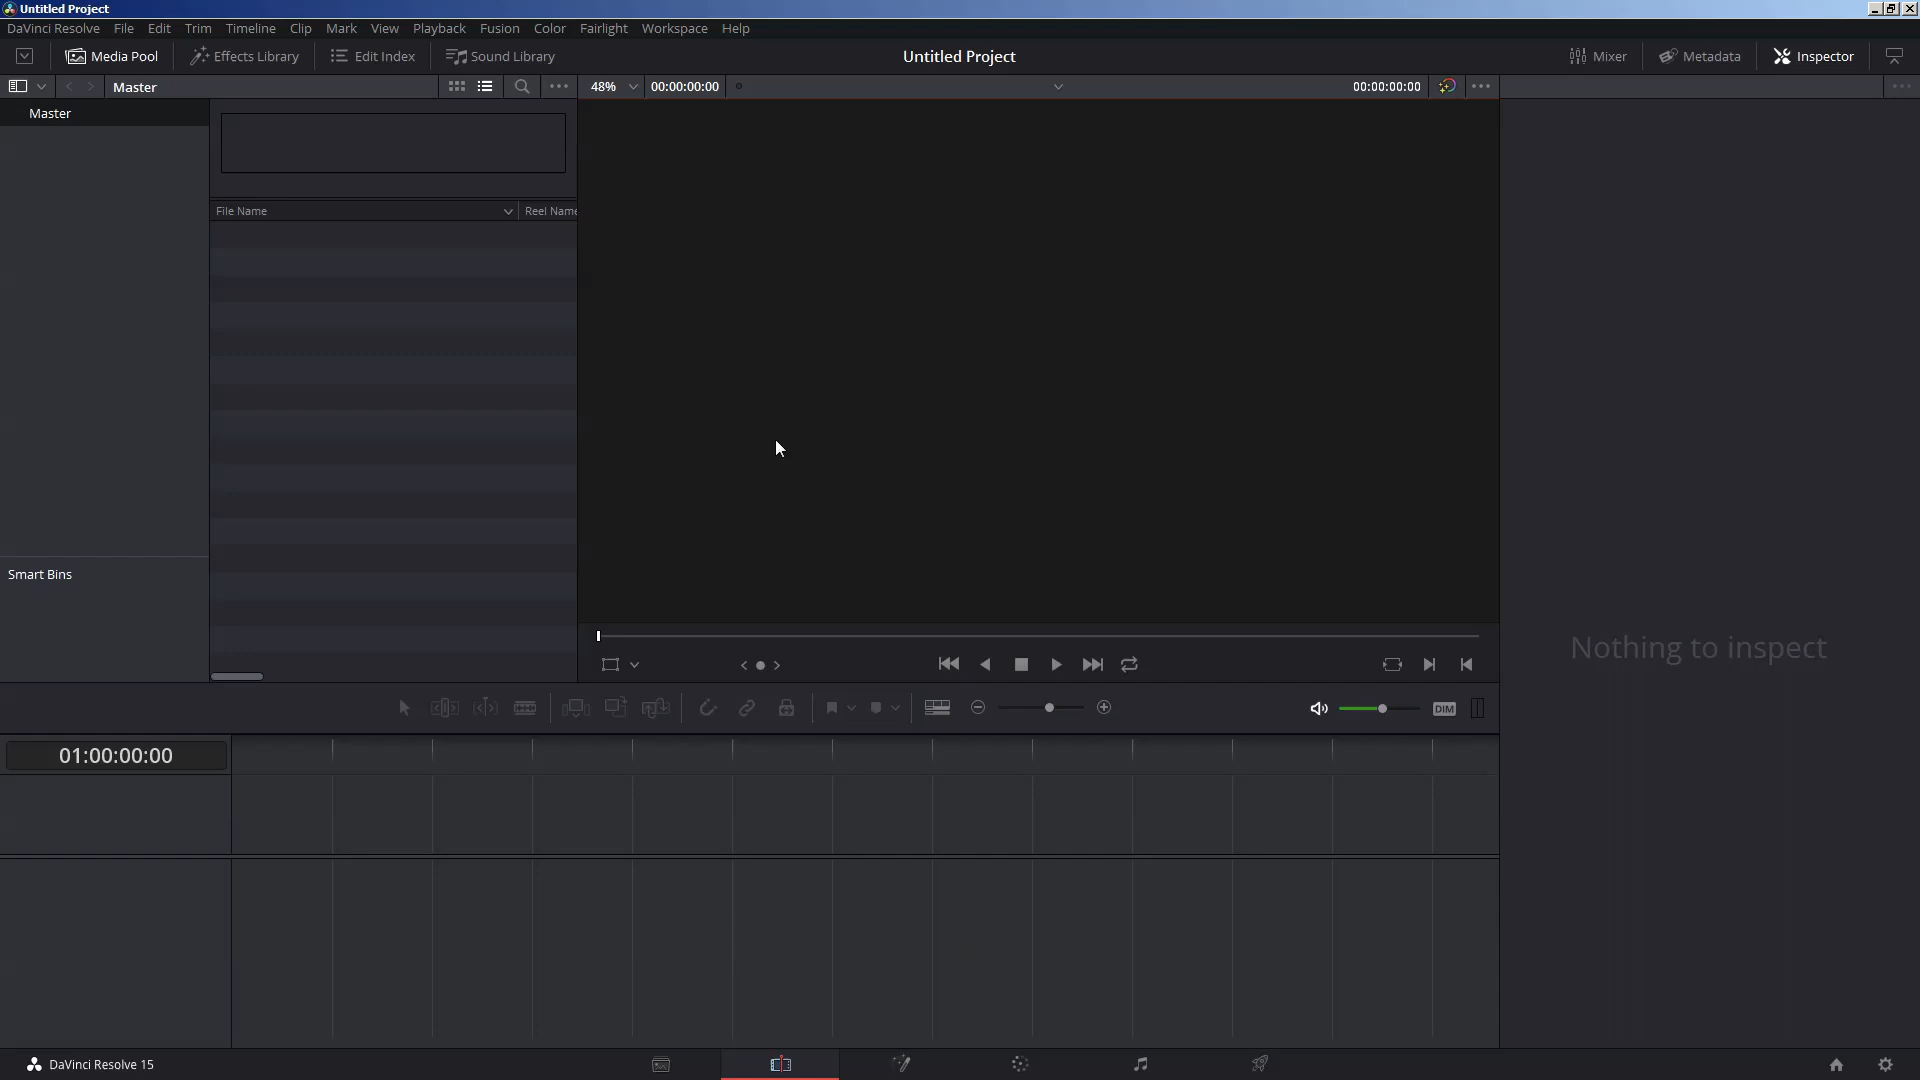 Untitled Project
DaVinci Resolve File Edit Trim Timeline Clip Mark View Playback Fusion Color Fairlight Workspace Help
Media Pool Effects Library Edit Index Sound Library Untitled Project Mixer Metadata Inspector
Master 48% 00:00:00:00 00:00:00:00
Master
File Name Reel Name
Smart Bins
Nothing to inspect
DIM
01:00:00:00
DaVinci Resolve 15